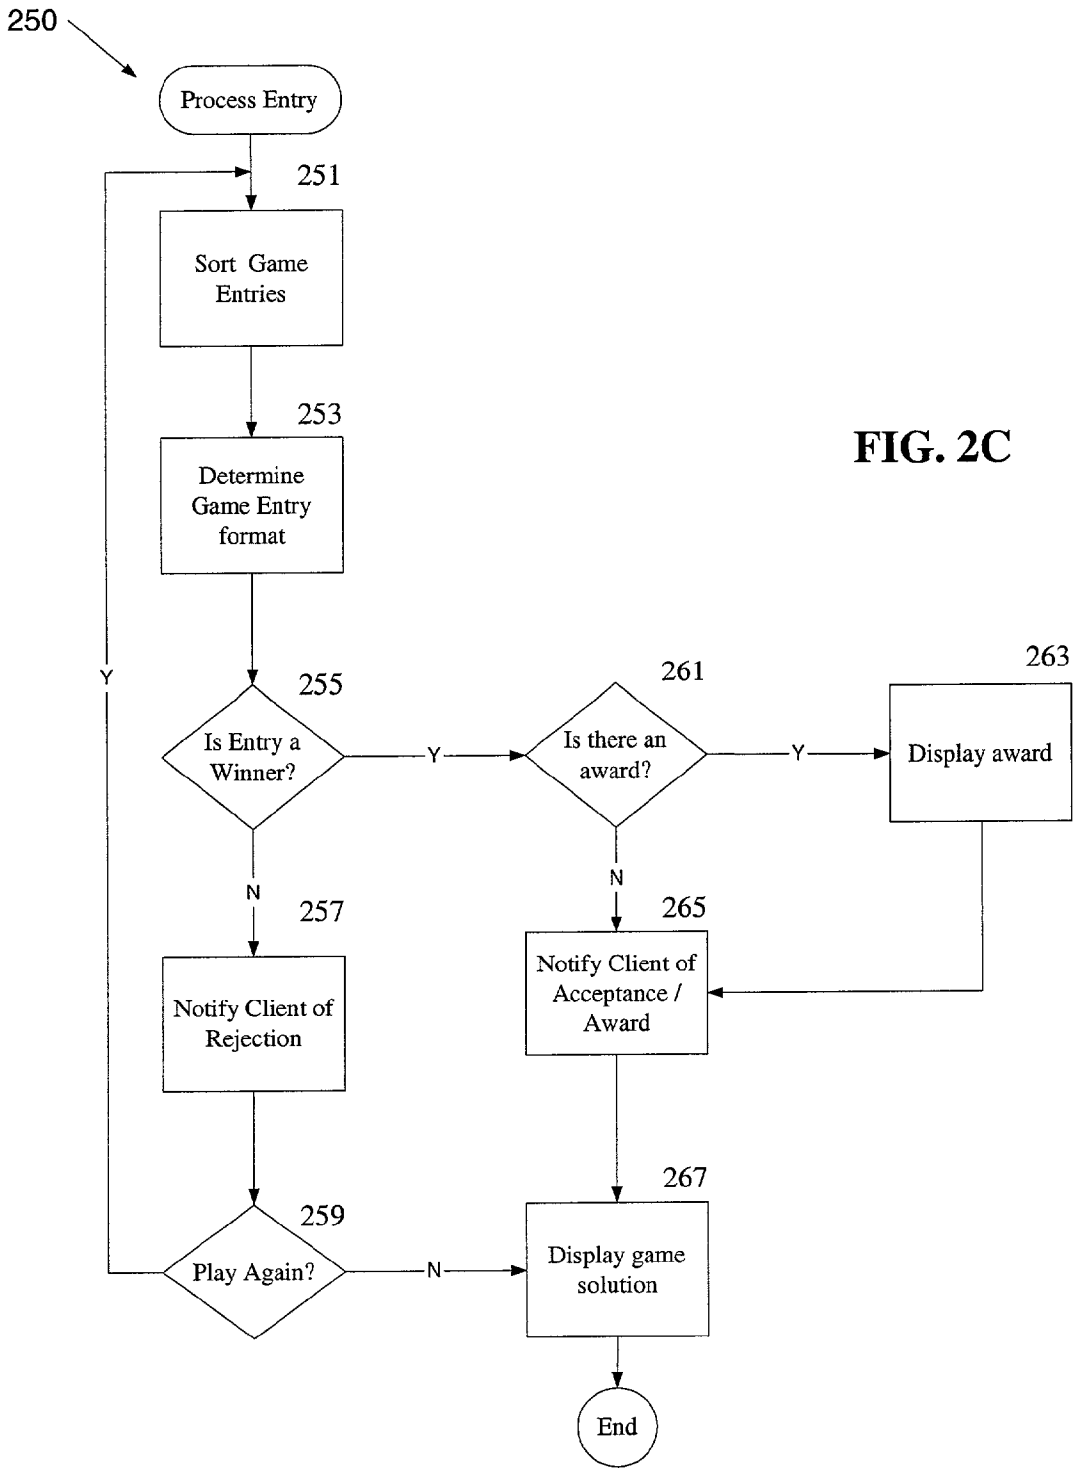 250
Process Entry
251
Sort Game
Entries
253
Determine
Game Entry
format
FIG. 2C
Y
255
Is Entry a
Winner?
Y
261
Is there an
award?
Y
263
Display award
N
257
Notify Client of
Rejection
N
265
Notify Client of
Acceptance /
Award
259
Play Again?
N
267
Display game
solution
End